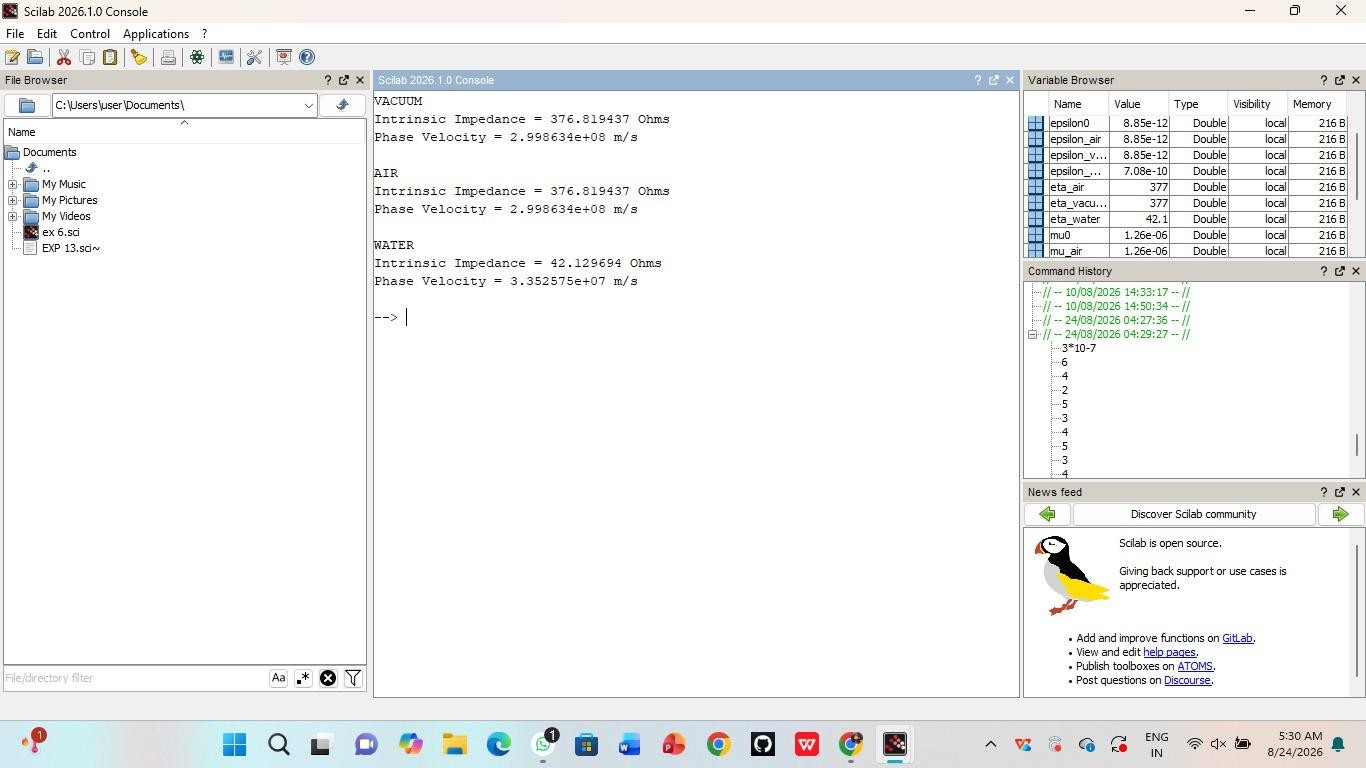 Scilab 2026.1.0 Console
File Edit Control Applications ?
File Browser ?
C:\Users\user\Documents\
Name
Documents
..
My Music
My Pictures
My Videos
ex 6.sci
EXP 13.sci~
File/directory filter
Aa .*
Scilab 2026.1.0 Console ?
VACUUM
Intrinsic Impedance = 376.819437 Ohms
Phase Velocity = 2.998634e+08 m/s
AIR
Intrinsic Impedance = 376.819437 Ohms
Phase Velocity = 2.998634e+08 m/s
WATER
Intrinsic Impedance = 42.129694 Ohms
Phase Velocity = 3.352575e+07 m/s
-->
Variable Browser ?
Name Value Type Visibility Memory
epsilon0 8.85e-12 Double local 216 B
epsilon_air 8.85e-12 Double local 216 B
epsilon_v... 8.85e-12 Double local 216 B
epsilon_... 7.08e-10 Double local 216 B
eta_air 377 Double local 216 B
eta_vacu... 377 Double local 216 B
eta_water 42.1 Double local 216 B
mu0 1.26e-06 Double local 216 B
mu_air 1.26e-06 Double local 216 B
Command History ?
// -- 10/08/2026 14:33:17 -- //
// -- 10/08/2026 14:50:34 -- //
// -- 24/08/2026 04:27:36 -- //
// -- 24/08/2026 04:29:27 -- //
3*10-7
6
4
2
5
3
4
5
3
4
News feed ?
Discover Scilab community
Scilab is open source.
Giving back support or use cases is
appreciated.
• Add and improve functions on GitLab.
• View and edit help pages.
• Publish toolboxes on ATOMS.
• Post questions on Discourse.
1
1
W
P
W
ENG
IN
5:30 AM
8/24/2026